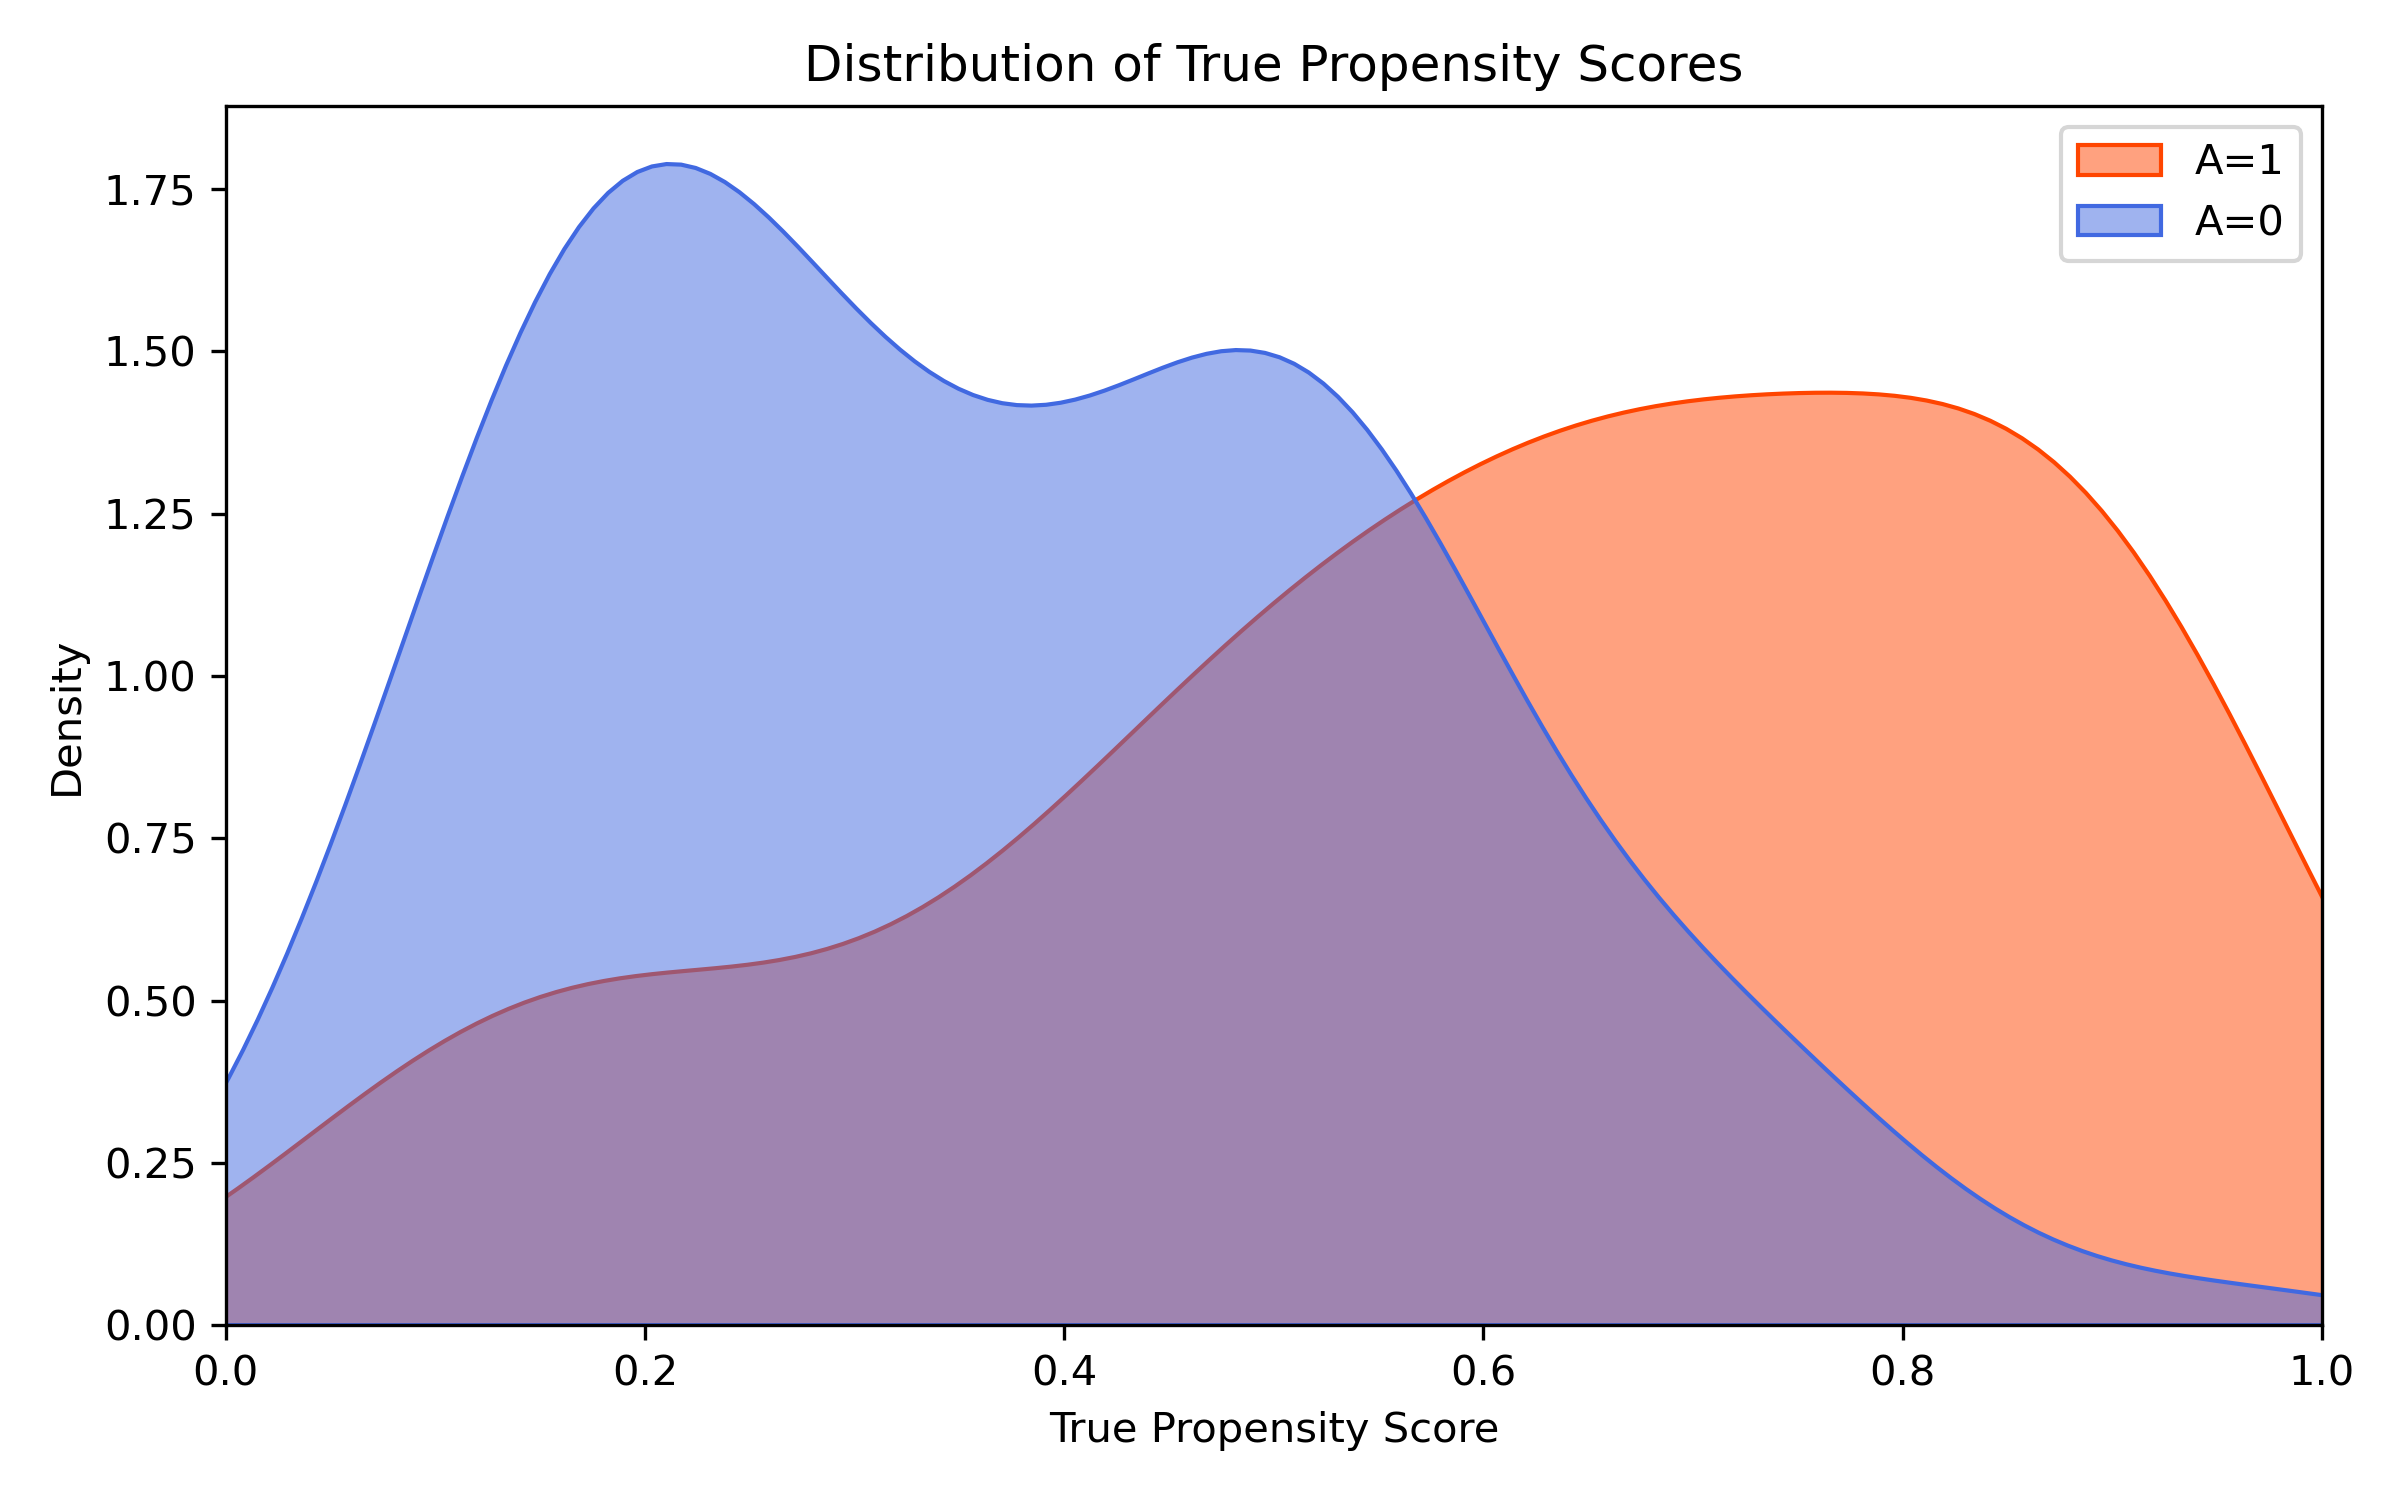 Distribution of True Propensity Scores
A=1
A=0
1.75
1.50
1.25
1.00
0.75
0.50
0.25
0.00
Density
0.0 0.2 0.4 0.6 0.8 1.0
True Propensity Score